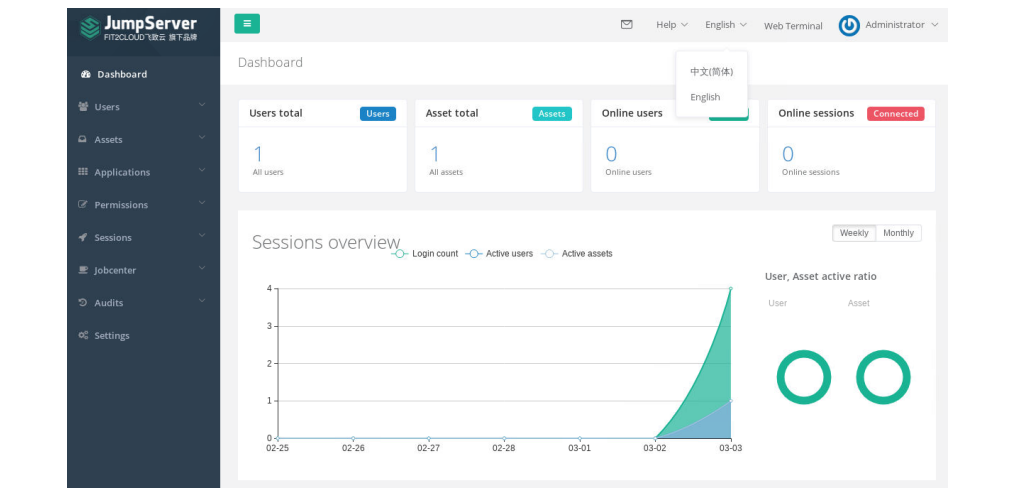 JumpServer
FIT2CLOUD飞致云 旗下品牌
Help
English
Web Terminal
Administrator
中文(简体)
English
Dashboard
Users
Assets
Applications
Permissions
Sessions
Jobcenter
Audits
Settings
Dashboard
Users total
Users
1
All users
Asset total
Assets
1
All assets
Online users
0
Online users
Online sessions
Connected
0
Online sessions
Sessions overview
Login count
Active users
Active assets
Weekly
Monthly
4
3
2
1
0
02-25
02-26
02-27
02-28
03-01
03-02
03-03
User, Asset active ratio
User
Asset